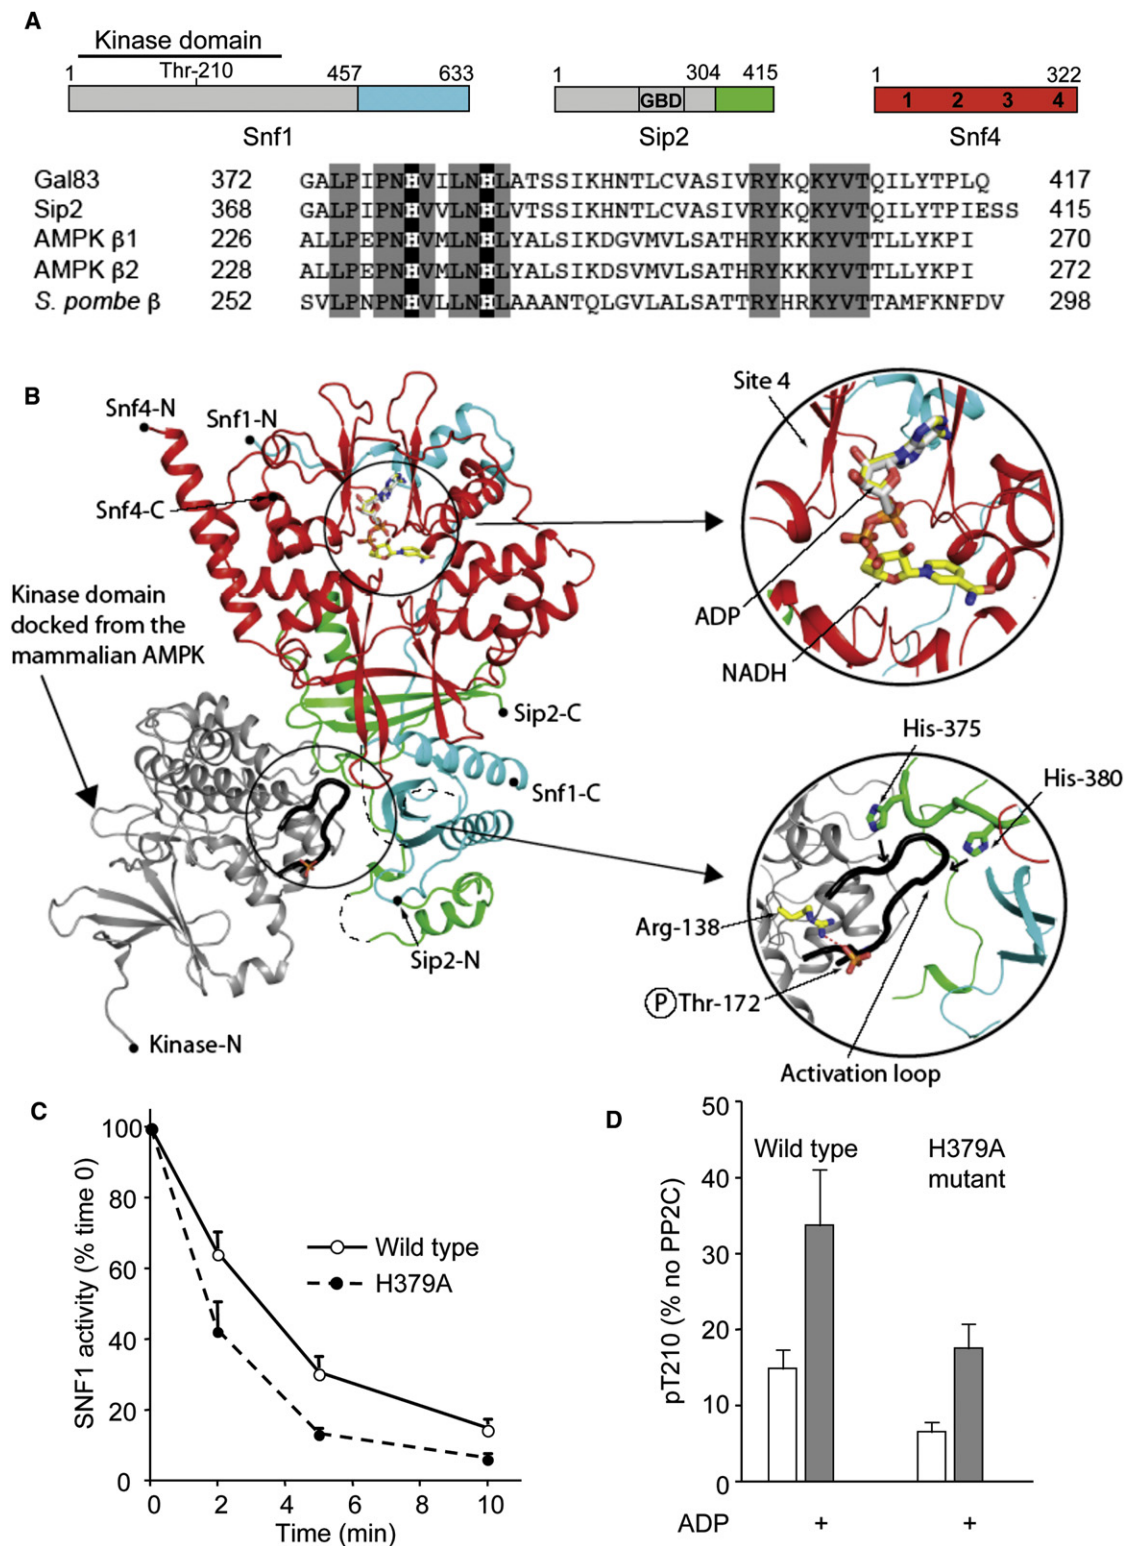 A
Kinase domain
1 Thr-210 457 633
1 304 415
1 322
GBD
1 2 3 4
Snf1 Sip2 Snf4
Gal83 372 GALPIPNHVILNHLATSSIKHNTLCVASIVRYKQKYVTQILYTPLQ 417
Sip2 368 GALPIPNHVVLNHLVTSSIKHNTLCVASIVRYKQKYVTQILYTPIESS 415
AMPK β1 226 ALLPEPNHVMLNHLYALSIKDGVMVLSATHRYKKKYVTTLLYKPI 270
AMPK β2 228 ALLPEPNHVMLNHLYALSIKDSVMVLSATHRYKKKYVTTLLYKPI 272
S. pombe β 252 SVLPNPNHVLLNHLAAANTQLGVLALSATTRYHRKYVTTAMFKNFDV 298
B
Snf4-N
Snf1-N
Snf4-C
Kinase domain
docked from the
mammalian AMPK
Sip2-C
Snf1-C
Sip2-N
Kinase-N
Site 4
ADP
NADH
His-375
His-380
Arg-138
P Thr-172
Activation loop
C
SNF1 activity (% time 0)
100
80
60
40
20
0
0 2 4 6 8 10
Time (min)
Wild type
H379A
D
pT210 (% no PP2C)
50
40
30
20
10
0
Wild type
H379A
mutant
ADP + +